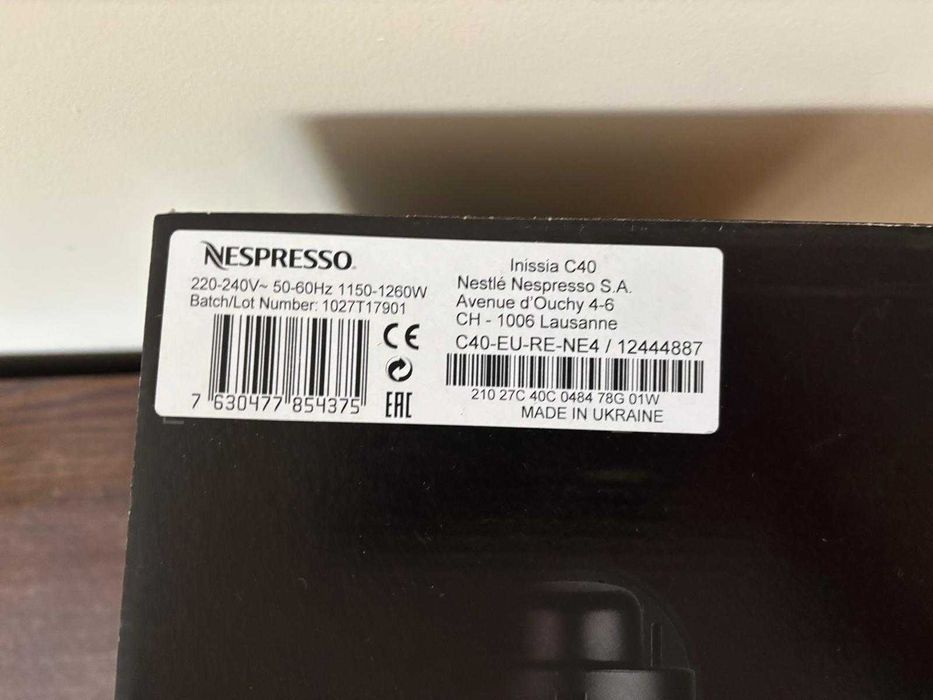 NESPRESSO
220-240V~ 50-60Hz 1150-1260W
Batch/Lot Number: 1027T17901
CE
7 630477 854375
EAC
Inissia C40
Nestlé Nespresso S.A.
Avenue d'Ouchy 4-6
CH - 1006 Lausanne
C40-EU-RE-NE4 / 12444887
210 27C 40C 0484 78G 01W
MADE IN UKRAINE